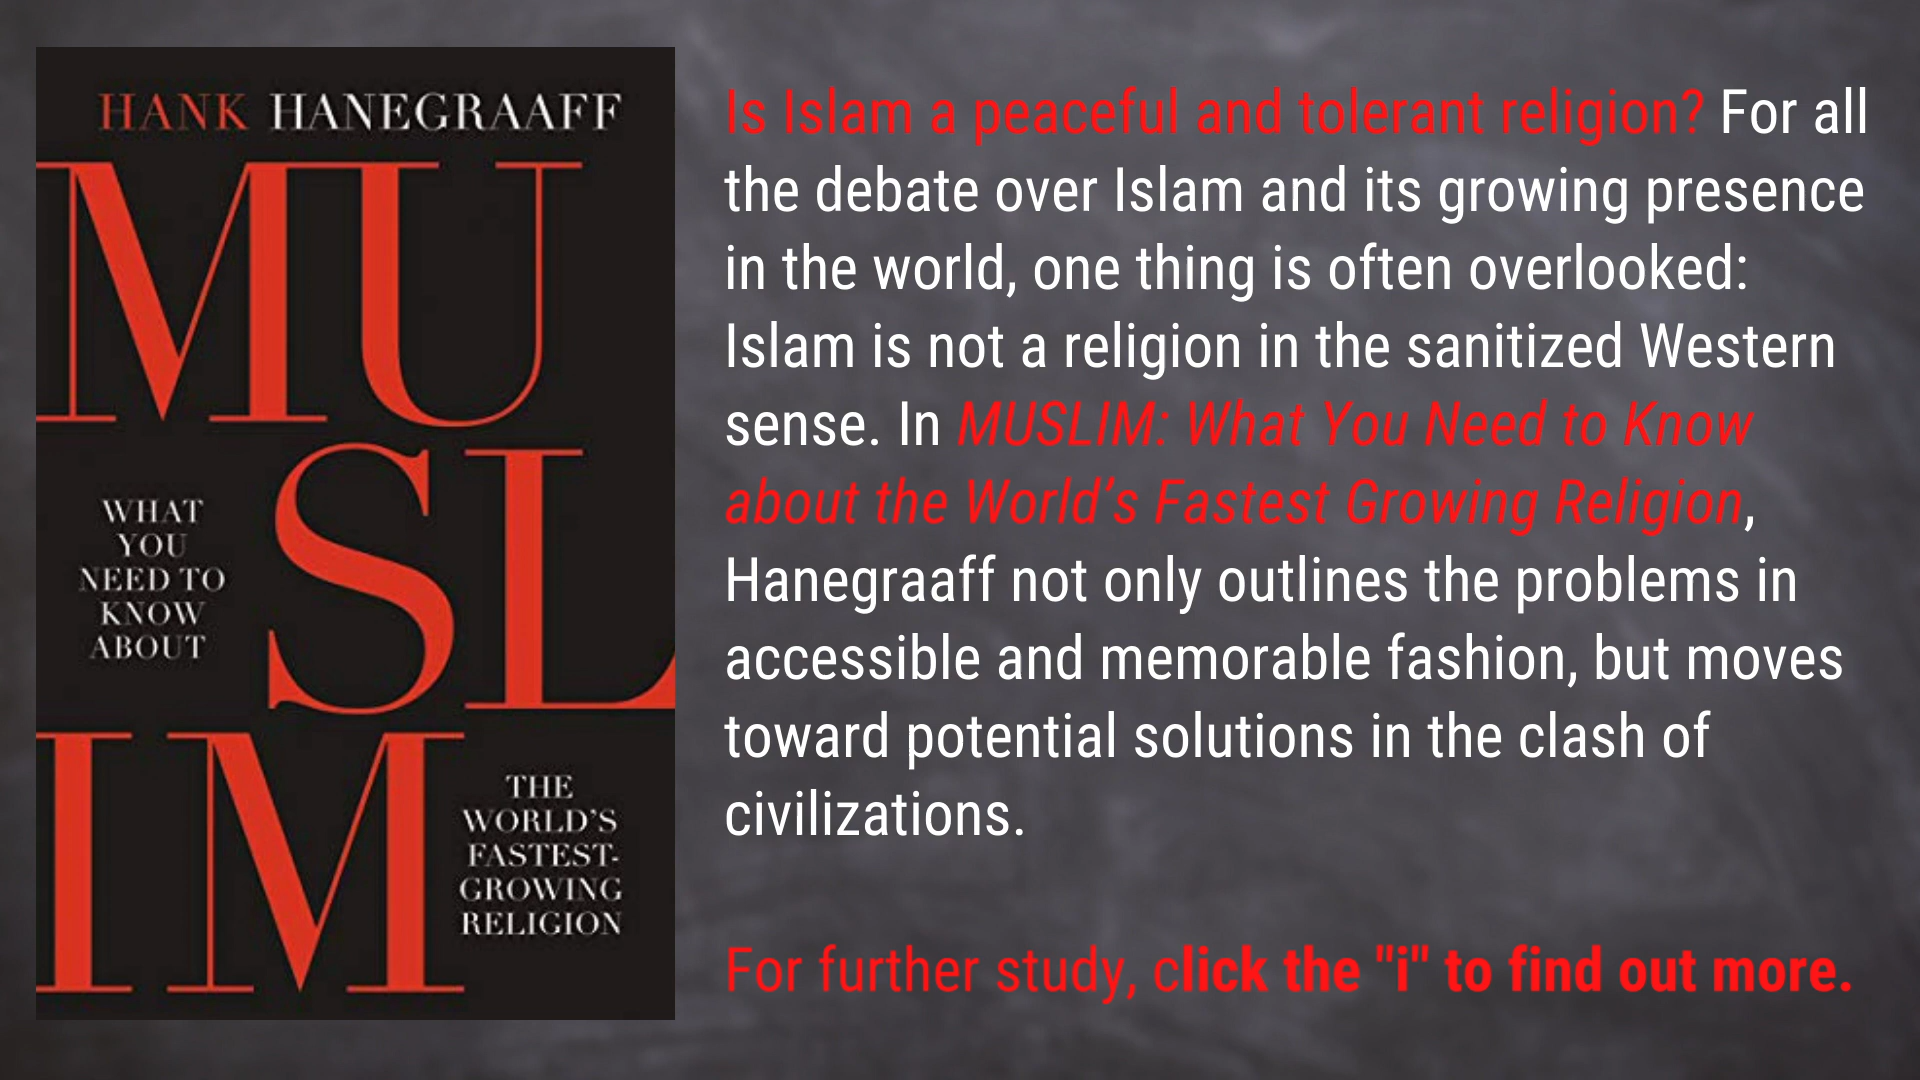 HANK HANEGRAAFF
MU
SL
IM
WHAT
YOU
NEED TO
KNOW
ABOUT
THE
WORLD'S
FASTEST-
GROWING
RELIGION
Is Islam a peaceful and tolerant religion? For all
the debate over Islam and its growing presence
in the world, one thing is often overlooked:
Islam is not a religion in the sanitized Western
sense. In MUSLIM: What You Need to Know
about the World's Fastest Growing Religion,
Hanegraaff not only outlines the problems in
accessible and memorable fashion, but moves
toward potential solutions in the clash of
civilizations.
For further study, click the "i" to find out more.